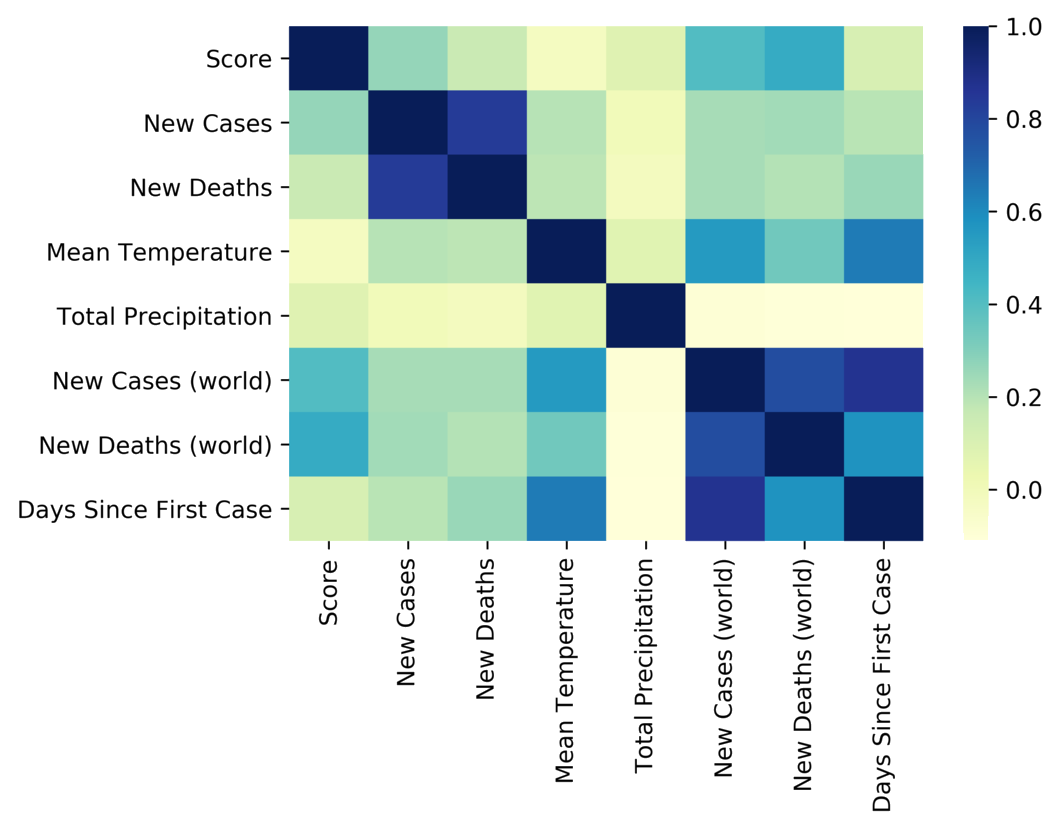 Score
New Cases
New Deaths
Mean Temperature
Total Precipitation
New Cases (world)
New Deaths (world)
Days Since First Case
Score
New Cases
New Deaths
Mean Temperature
Total Precipitation
New Cases (world)
New Deaths (world)
Days Since First Case
1.0
0.8
0.6
0.4
0.2
0.0